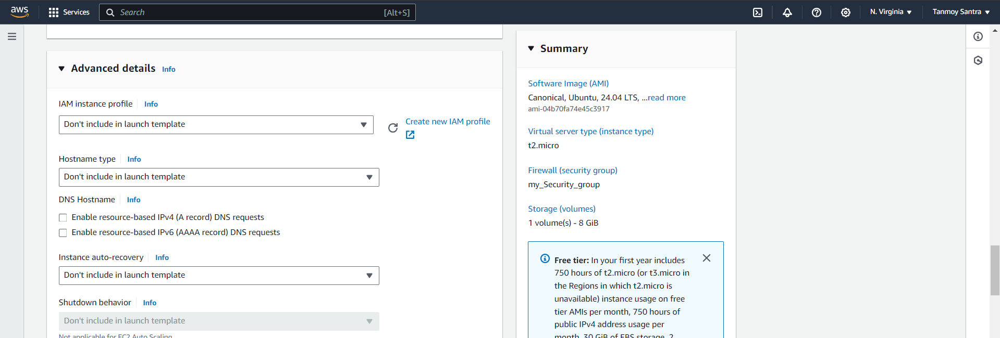 aws
Services
Search
[Alt+S]
N. Virginia
Tanmoy Santra
Advanced details Info
IAM instance profile Info
Don't include in launch template
Create new IAM profile
Hostname type Info
Don't include in launch template
DNS Hostname Info
Enable resource-based IPv4 (A record) DNS requests
Enable resource-based IPv6 (AAAA record) DNS requests
Instance auto-recovery Info
Don't include in launch template
Shutdown behavior Info
Don't include in launch template
Not applicable for EC2 Auto Scaling
Summary
Software Image (AMI)
Canonical, Ubuntu, 24.04 LTS, ...read more
ami-04b70fa74e45c3917
Virtual server type (instance type)
t2.micro
Firewall (security group)
my_Security_group
Storage (volumes)
1 volume(s) - 8 GiB
Free tier: In your first year includes
750 hours of t2.micro (or t3.micro in
the Regions in which t2.micro is
unavailable) instance usage on free
tier AMIs per month, 750 hours of
public IPv4 address usage per
month, 30 GiB of EBS storage, 2